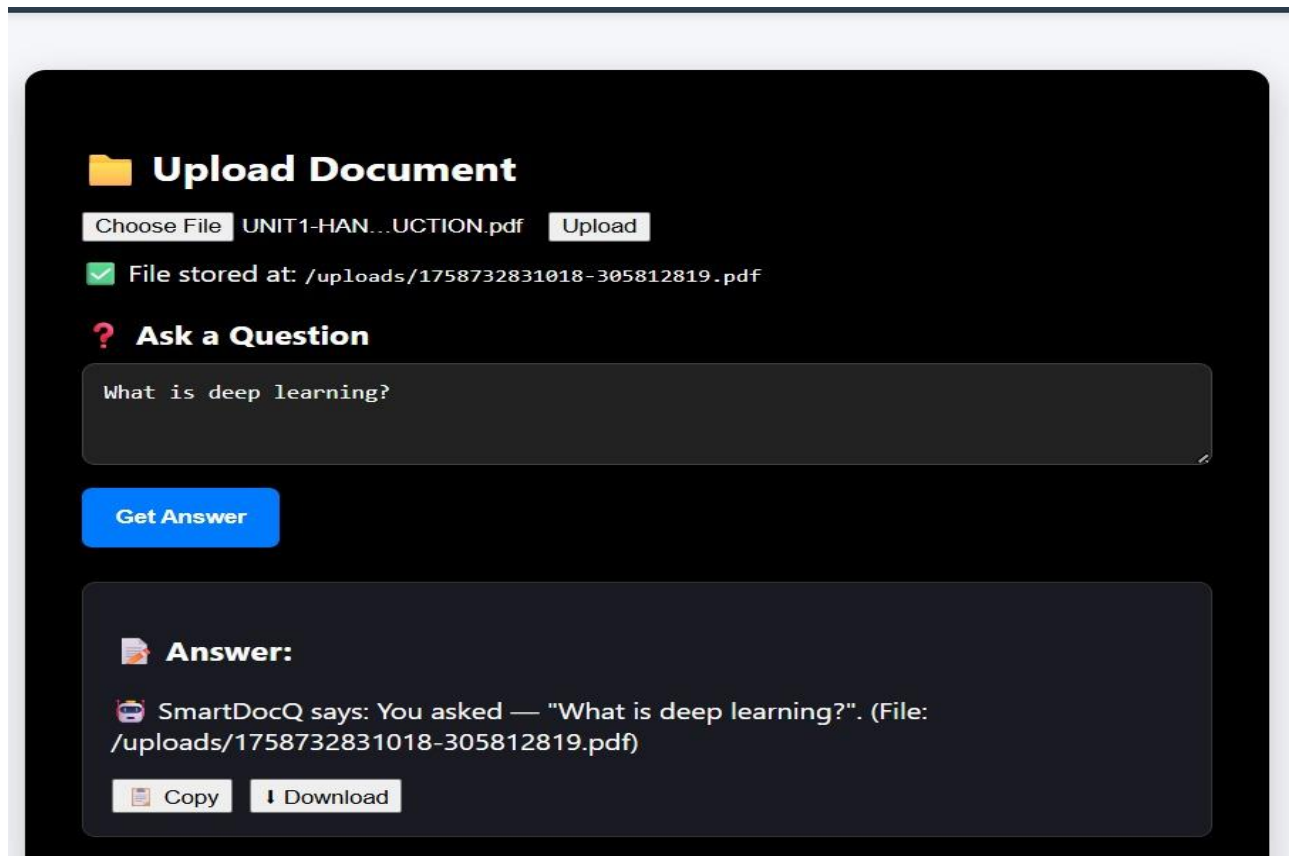 Upload Document
Choose File UNIT1-HAN...UCTION.pdf Upload
File stored at: /uploads/1758732831018-305812819.pdf
Ask a Question
What is deep learning?
Get Answer
Answer:
SmartDocQ says: You asked — "What is deep learning?". (File:
/uploads/1758732831018-305812819.pdf)
Copy Download